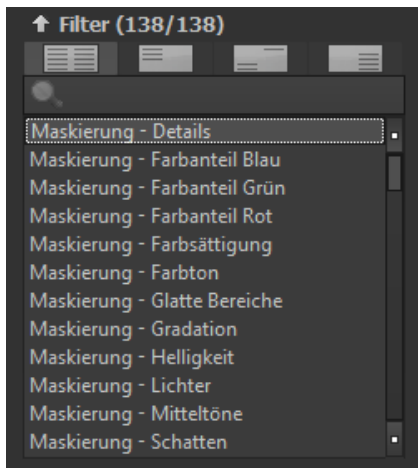 Filter (138/138)
Maskierung - Details
Maskierung - Farbanteil Blau
Maskierung - Farbanteil Grün
Maskierung - Farbanteil Rot
Maskierung - Farbsättigung
Maskierung - Farbton
Maskierung - Glatte Bereiche
Maskierung - Gradation
Maskierung - Helligkeit
Maskierung - Lichter
Maskierung - Mitteltöne
Maskierung - Schatten